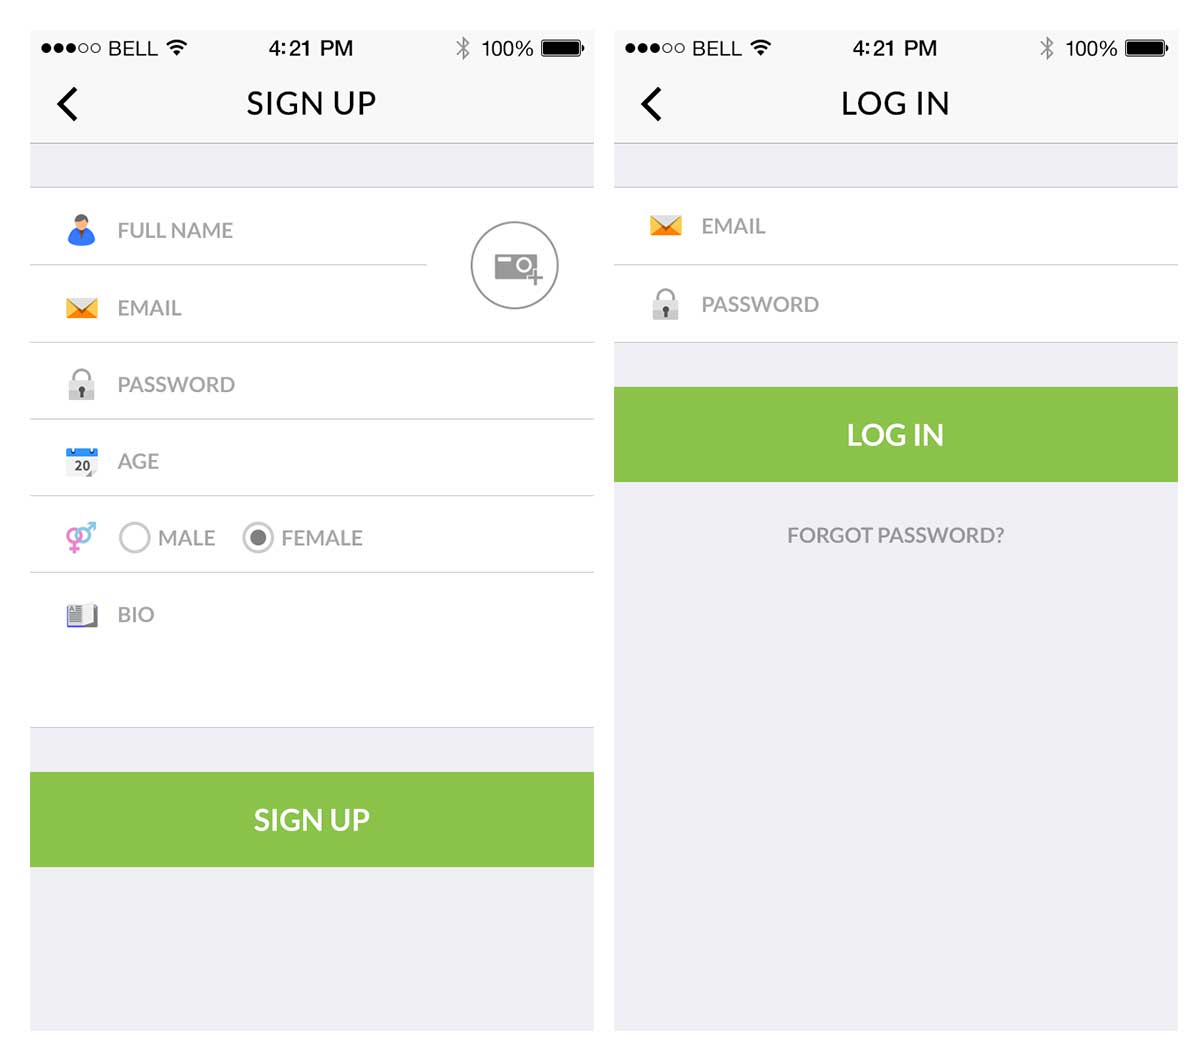 BELL 4:21 PM 100%
SIGN UP
FULL NAME
EMAIL
PASSWORD
20 AGE
MALE FEMALE
BIO
SIGN UP
BELL 4:21 PM 100%
LOG IN
EMAIL
PASSWORD
LOG IN
FORGOT PASSWORD?